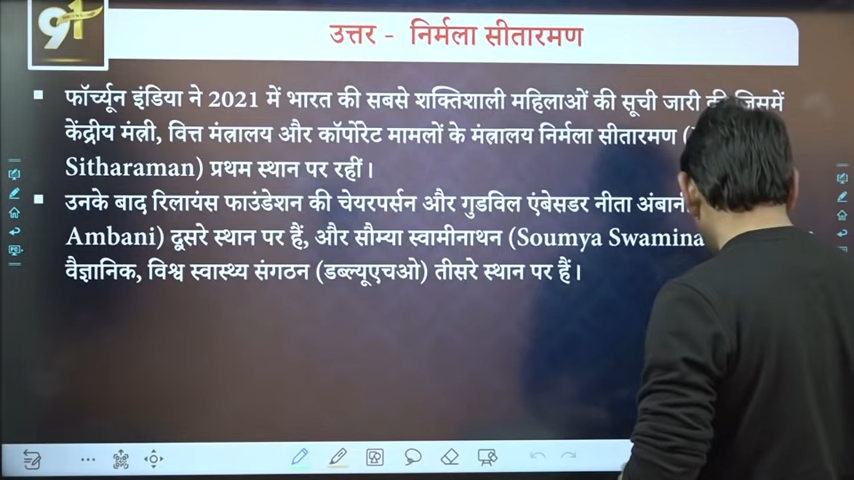 91
उत्तर - निर्मला सीतारमण
फॉर्च्यून इंडिया ने 2021 में भारत की सबसे शक्तिशाली महिलाओं की सूची जारी की जिसमें
केंद्रीय मंत्री, वित्त मंत्रालय और कॉर्पोरेट मामलों के मंत्रालय निर्मला सीतारमण (
Sitharaman) प्रथम स्थान पर रहीं।
उनके बाद रिलायंस फाउंडेशन की चेयरपर्सन और गुडविल एंबेसडर नीता
Ambani) दूसरे स्थान पर हैं, और सौम्या स्वामीनाथन (Soumya
वैज्ञानिक, विश्व स्वास्थ्य संगठन (डब्ल्यूएचओ) तीसरे स्थान पर हैं।